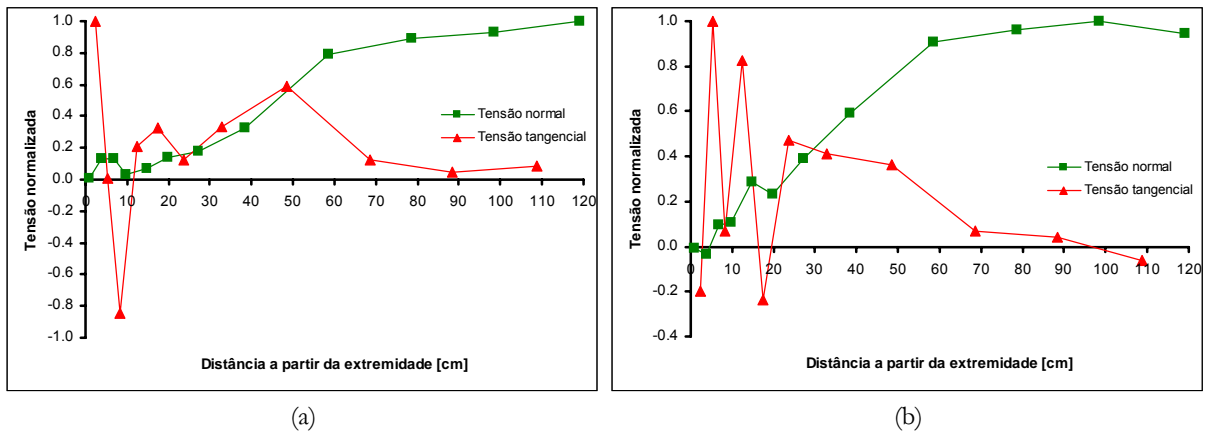 1.0
0.8
0.6
0.4
0.2
0.0
-0.2
-0.4
-0.6
-0.8
-1.0
0 10 20 30 40 50 60 70 80 90 100 110 120
Tensão normalizada
Distância a partir da extremidade [cm]
Tensão normal
Tensão tangencial
(a)
1.0
0.8
0.6
0.4
0.2
0.0
-0.2
-0.4
0 10 20 30 40 50 60 70 80 90 100 110 120
Tensão normalizada
Distância a partir da extremidade [cm]
Tensão normal
Tensão tangencial
(b)